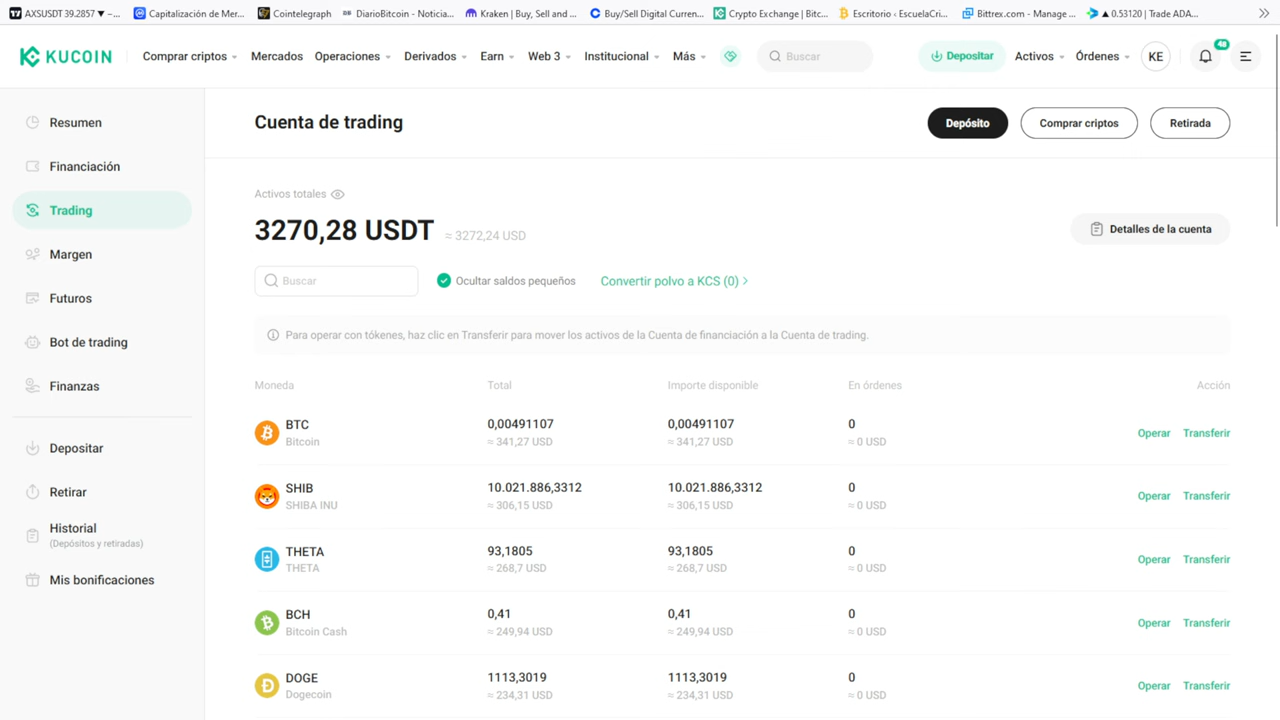 AXSUSDT 39.2857 ▼ −... Capitalización de Mer... Cointelegraph DiarioBitcoin - Noticia... Kraken | Buy, Sell and ... Buy/Sell Digital Curren... Crypto Exchange | Bitc... Escritorio ‹ EscuelaCri... Bittrex.com - Manage ... ▲ 0.53120 | Trade ADA...
KUCOIN Comprar criptos Mercados Operaciones Derivados Earn Web 3 Institucional Más Buscar Depositar Activos Órdenes KE 40
Resumen
Financiación
Trading
Margen
Futuros
Bot de trading
Finanzas
Depositar
Retirar
Historial
(Depósitos y retiradas)
Mis bonificaciones
Cuenta de trading Depósito Comprar criptos Retirada
Activos totales
3270,28 USDT ≈ 3272,24 USD Detalles de la cuenta
Buscar Ocultar saldos pequeños Convertir polvo a KCS (0) >
Para operar con tókenes, haz clic en Transferir para mover los activos de la Cuenta de financiación a la Cuenta de trading.
Moneda Total Importe disponible En órdenes Acción
BTC 0,00491107 0,00491107 0 Operar Transferir
Bitcoin ≈ 341,27 USD ≈ 341,27 USD ≈ 0 USD
SHIB 10.021.886,3312 10.021.886,3312 0 Operar Transferir
SHIBA INU ≈ 306,15 USD ≈ 306,15 USD ≈ 0 USD
THETA 93,1805 93,1805 0 Operar Transferir
THETA ≈ 268,7 USD ≈ 268,7 USD ≈ 0 USD
BCH 0,41 0,41 0 Operar Transferir
Bitcoin Cash ≈ 249,94 USD ≈ 249,94 USD ≈ 0 USD
DOGE 1113,3019 1113,3019 0 Operar Transferir
Dogecoin ≈ 234,31 USD ≈ 234,31 USD ≈ 0 USD